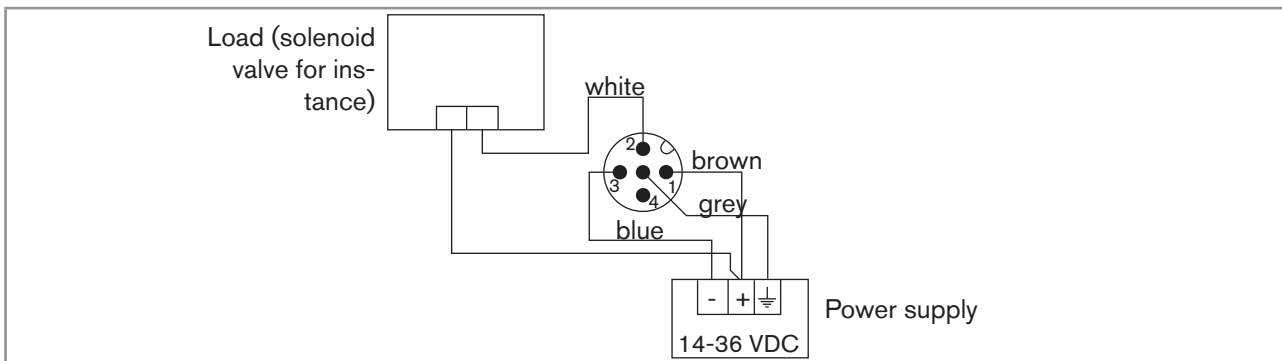 Load (solenoid
valve for ins-
tance)
white
2
brown
3
1
4
grey
blue
- + ⏚
Power supply
14-36 VDC